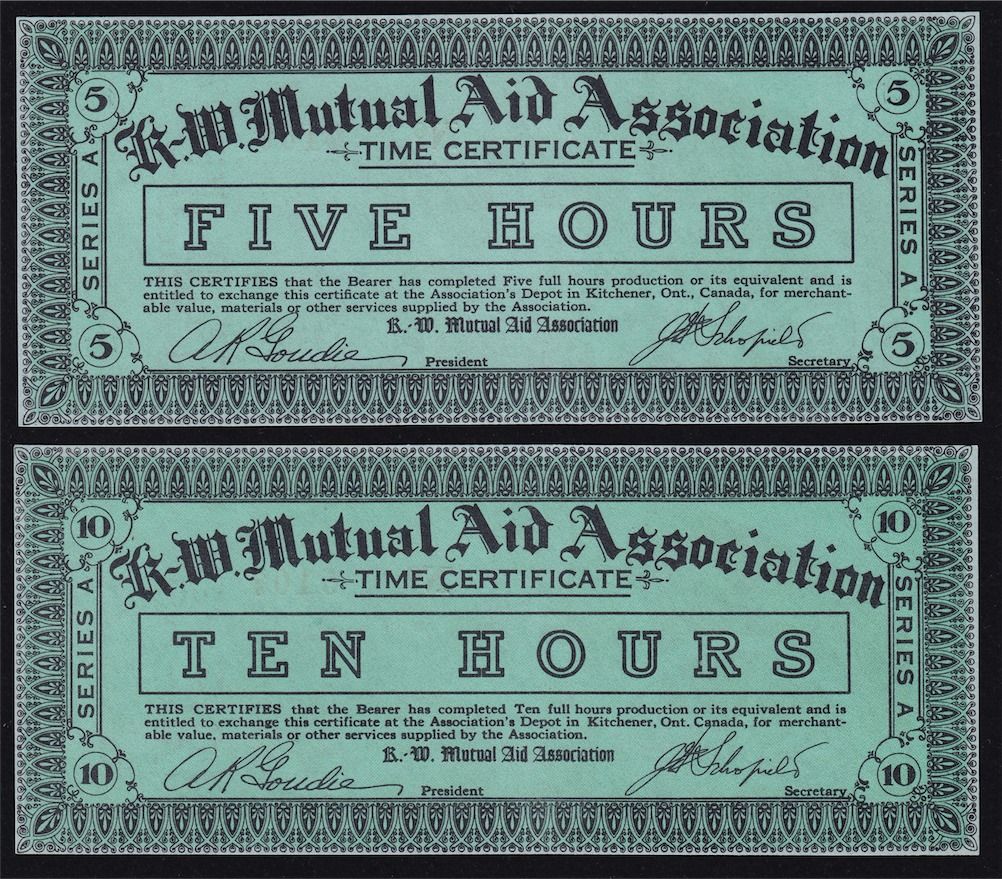 5 5
K-W. Mutual Aid Association
TIME CERTIFICATE
SERIES A SERIES A
FIVE HOURS
THIS CERTIFIES that the Bearer has completed Five full hours production or its equivalent and is
entitled to exchange this certificate at the Association's Depot in Kitchener, Ont., Canada, for merchant-
able value, materials or other services supplied by the Association.
K.-W. Mutual Aid Association
5 A R Goudie President Schofield Secretary 5
10 10
K-W. Mutual Aid Association
TIME CERTIFICATE
SERIES A SERIES A
TEN HOURS
THIS CERTIFIES that the Bearer has completed Ten full hours production or its equivalent and is
entitled to exchange this certificate at the Association's Depot in Kitchener, Ont. Canada, for merchant-
able value, materials or other services supplied by the Association.
K.-W. Mutual Aid Association
10 A R Goudie President Schofield Secretary 10